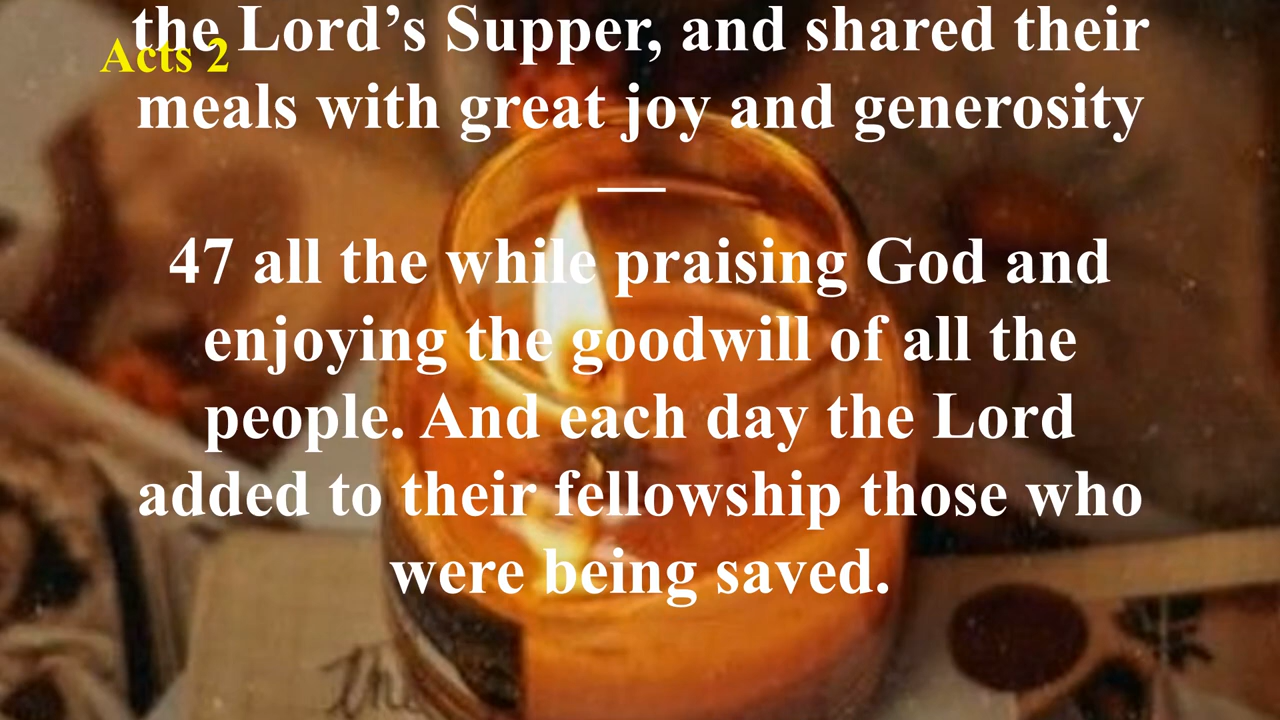 the Lord’s Supper, and shared their
Acts 2
meals with great joy and generosity
—
47 all the while praising God and
enjoying the goodwill of all the
people. And each day the Lord
added to their fellowship those who
were being saved.
The